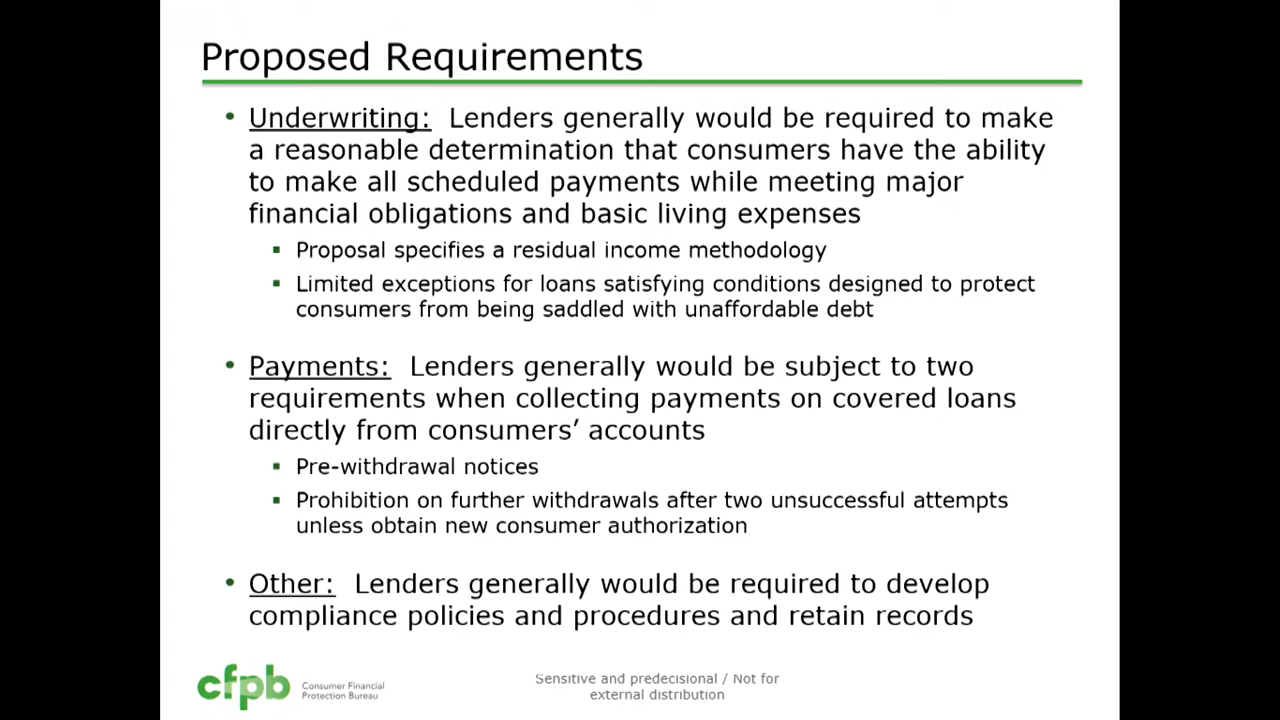 Proposed Requirements
• Underwriting: Lenders generally would be required to make
a reasonable determination that consumers have the ability
to make all scheduled payments while meeting major
financial obligations and basic living expenses
▪ Proposal specifies a residual income methodology
▪ Limited exceptions for loans satisfying conditions designed to protect
consumers from being saddled with unaffordable debt
• Payments: Lenders generally would be subject to two
requirements when collecting payments on covered loans
directly from consumers’ accounts
▪ Pre-withdrawal notices
▪ Prohibition on further withdrawals after two unsuccessful attempts
unless obtain new consumer authorization
• Other: Lenders generally would be required to develop
compliance policies and procedures and retain records
cfpb
Consumer Financial
Protection Bureau
Sensitive and predecisional / Not for
external distribution